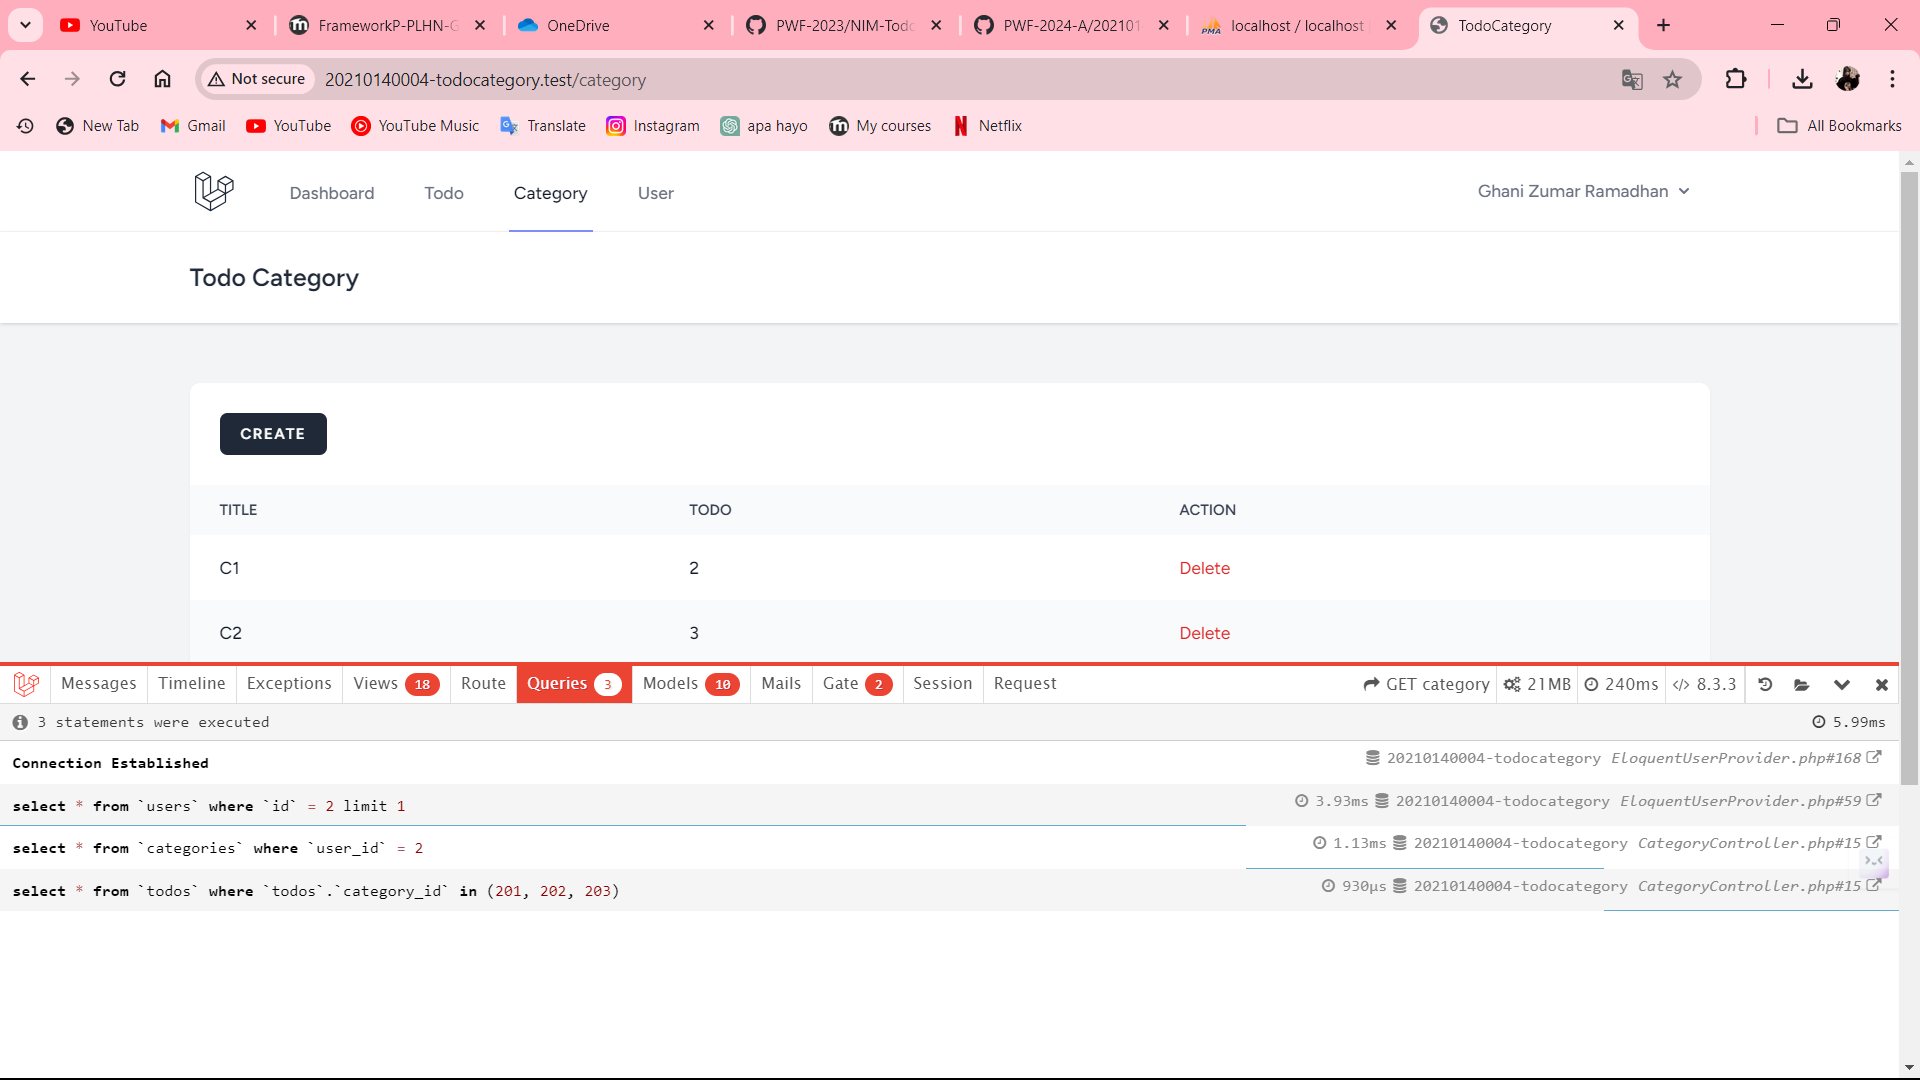 YouTube
FrameworkP-PLHN-G
OneDrive
PWF-2023/NIM-Todo
PWF-2024-A/202101
PMA
localhost / localhost
TodoCategory
Not secure
20210140004-todocategory.test/category
New Tab
Gmail
YouTube
YouTube Music
Translate
Instagram
apa hayo
My courses
Netflix
All Bookmarks
Dashboard
Todo
Category
User
Ghani Zumar Ramadhan
Todo Category
CREATE
TITLE TODO ACTION
C1 2 Delete
C2 3 Delete
Messages Timeline Exceptions Views 18 Route Queries 3 Models 10 Mails Gate 2 Session Request GET category 21MB 240ms </> 8.3.3
3 statements were executed 5.99ms
Connection Established 20210140004-todocategory EloquentUserProvider.php#168
select * from `users` where `id` = 2 limit 1 3.93ms 20210140004-todocategory EloquentUserProvider.php#59
select * from `categories` where `user_id` = 2 1.13ms 20210140004-todocategory CategoryController.php#15
select * from `todos` where `todos`.`category_id` in (201, 202, 203) 930μs 20210140004-todocategory CategoryController.php#15